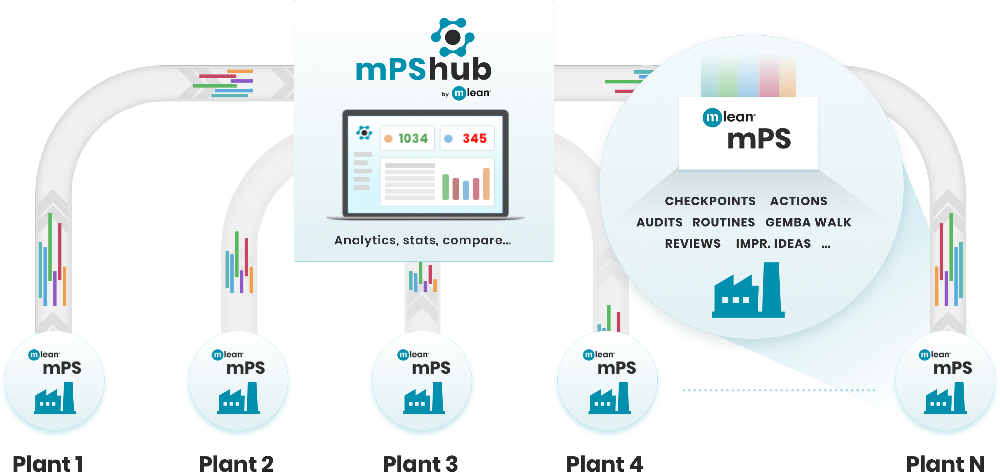 mPShub
by mlean®
1034
345
Analytics, stats, compare...
mlean®
mPS
CHECKPOINTS ACTIONS
AUDITS ROUTINES GEMBA WALK
REVIEWS IMPR. IDEAS ...
mlean®
mPS
Plant 1
mlean®
mPS
Plant 2
mlean®
mPS
Plant 3
mlean®
mPS
Plant 4
mlean®
mPS
Plant N